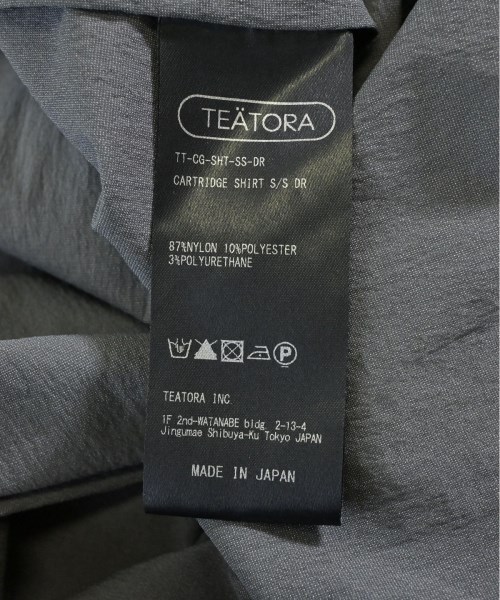 TEÄTORA
TT-CG-SHT-SS-DR
CARTRIDGE SHIRT S/S DR
87%NYLON 10%POLYESTER
3%POLYURETHANE
P
TEATORA INC
1F 2nd-WATANABE bldg. 2-13-4
Jingumae Shibuya-Ku Tokyo JAPAN
MADE IN JAPAN